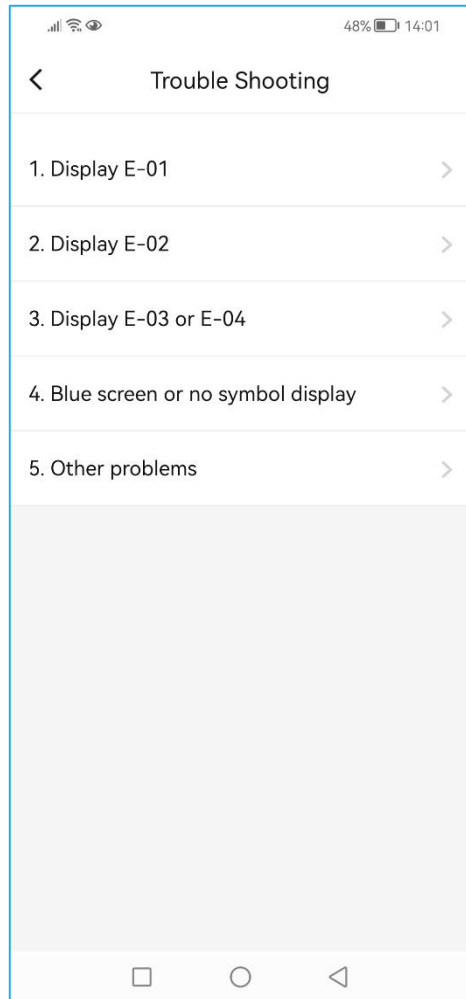 48% 14:01
Trouble Shooting
1. Display E-01
2. Display E-02
3. Display E-03 or E-04
4. Blue screen or no symbol display
5. Other problems